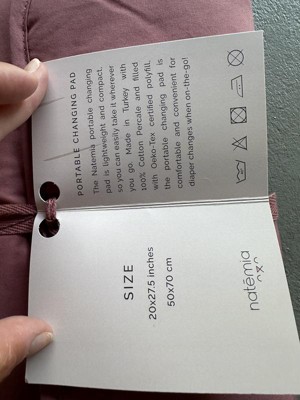 PORTABLE CHANGING PAD
The Natemia portable changing
pad is lightweight and compact,
so you can easily take it wherever
you go. Made in Turkey with
100% Cotton Percale and filled
with Oeko-Tex certified polyfill,
the portable changing pad is
comfortable and convenient for
diaper changes when on-the-go!
SIZE
20x27.5 inches
50x70 cm
natémia